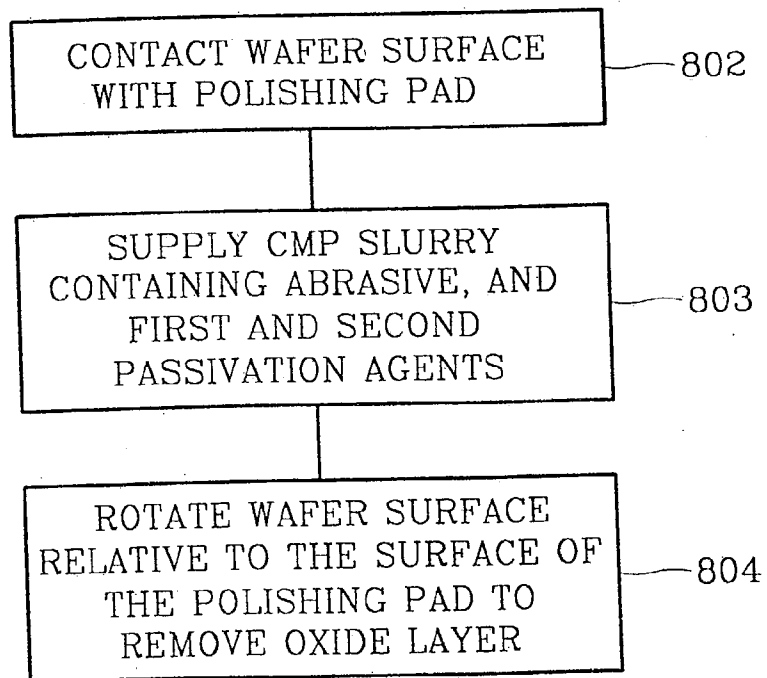 CONTACT WAFER SURFACE
WITH POLISHING PAD
802
SUPPLY CMP SLURRY
CONTAINING ABRASIVE, AND
FIRST AND SECOND
PASSIVATION AGENTS
803
ROTATE WAFER SURFACE
RELATIVE TO THE SURFACE OF
THE POLISHING PAD TO
REMOVE OXIDE LAYER
804